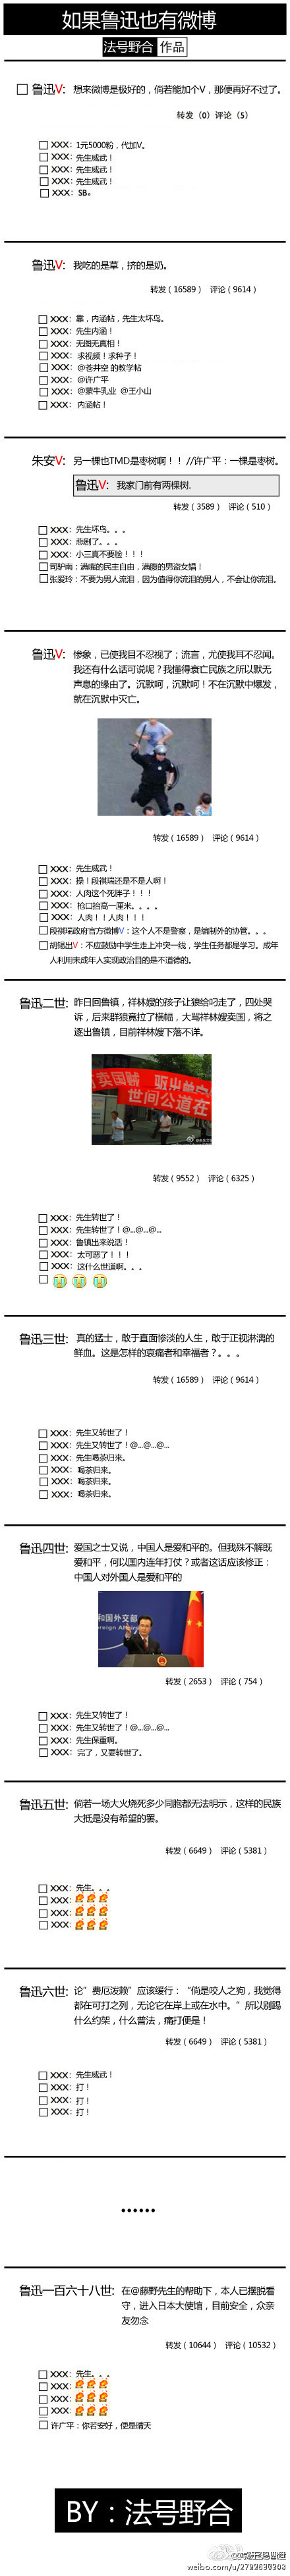 如果鲁迅也有微博
法号野合 作品
鲁迅V: 想来微博是极好的，倘若能加个V，那便再好不过了。
转发（0）评论（5）
XXX：1元5000粉，代加V。
XXX：先生威武！
XXX：先生威武！
XXX：先生威武！
XXX：SB。
鲁迅V: 我吃的是草，挤的是奶。
转发（16589） 评论（9614）
XXX：靠，内涵帖，先生太坏鸟。
XXX：先生内涵！
XXX：无图无真相！
XXX：求视频！求种子！
XXX：@苍井空 的教学帖
XXX：@许广平
XXX：@蒙牛乳业 @王小山
XXX：内涵帖！
朱安V: 另一棵也TMD是枣树啊！！//许广平：一棵是枣树。
鲁迅V: 我家门前有两棵树.
转发（3589） 评论（510）
XXX：先生坏鸟。。。
XXX：悲剧了。。。
XXX：小三真不要脸！！！
司驴南：满嘴的民主自由，满腹的男盗女娼！
张爱玲：不要为男人流泪，因为值得你流泪的男人，不会让你流泪。
鲁迅V: 惨象，已使我目不忍视了；流言，尤使我耳不忍闻。
我还有什么话可说呢？我懂得衰亡民族之所以默无
声息的缘由了。沉默呵，沉默呵！不在沉默中爆发，
就在沉默中灭亡。
转发（16589） 评论（9614）
XXX：先生威武！
XXX：操！段祺瑞还是不是人啊！
XXX：人肉这个死胖子！！！
XXX：枪口抬高一厘米。。。。
XXX：人肉！！人肉！！！
段祺瑞政府官方微博V：这个人不是警察，是编制外的协管。。。
胡锡出V：不应鼓励中学生走上冲突一线，学生任务都是学习。成年
人利用未成年人实现政治目的是不道德的。
鲁迅二世: 昨日回鲁镇，祥林嫂的孩子让狼给叼走了，四处哭
诉，后来群狼竟拉了横幅，大骂祥林嫂卖国，将之
逐出鲁镇，目前祥林嫂下落不详。
世间公道在
转发（9552） 评论（6325）
XXX：先生转世了！
XXX：先生转世了！@...@...@...
XXX：鲁镇出来说活！
XXX：太可恶了！！！
XXX：这什么世道啊。。。
鲁迅三世: 真的猛士，敢于直面惨淡的人生，敢于正视淋漓的
鲜血。这是怎样的哀痛者和幸福者？。。。
转发（16589） 评论（9614）
XXX：先生又转世了！
XXX：先生又转世了！@...@...@...
XXX：先生喝茶归来。
XXX：喝茶归来。
XXX：喝茶归来。
XXX：喝茶归来。
鲁迅四世: 爱国之士又说，中国人是爱和平的。但我殊不解既
爱和平，何以国内连年打仗？或者这话应该修正：
中国人对外国人是爱和平的
和国外交部
转发（2653） 评论（754）
XXX：先生又转世了！
XXX：先生又转世了！@...@...@...
XXX：先生保重啊。
XXX：完了，又要转世了。
鲁迅五世: 倘若一场大火烧死多少同胞都无法明示，这样的民族
大抵是没有希望的罢。
转发（6649） 评论（5381）
XXX：先生。。。
XXX：
XXX：
XXX：
鲁迅六世: 论”费厄泼赖”应该缓行：“倘是咬人之狗，我觉得
都在可打之列，无论它在岸上或在水中。”所以别踢
什么约架，什么普法，痛打便是！
转发（6649） 评论（5381）
XXX：先生威武！
XXX：打！
XXX：打！
XXX：打！
......
鲁迅一百六十八世: 在@藤野先生的帮助下，本人已摆脱看
守，进入日本大使馆，目前安全，众亲
友勿念
转发（10644） 评论（10532）
XXX：先生。。。
XXX：
XXX：
XXX：
许广平：你若安好，便是晴天
BY：法号野合